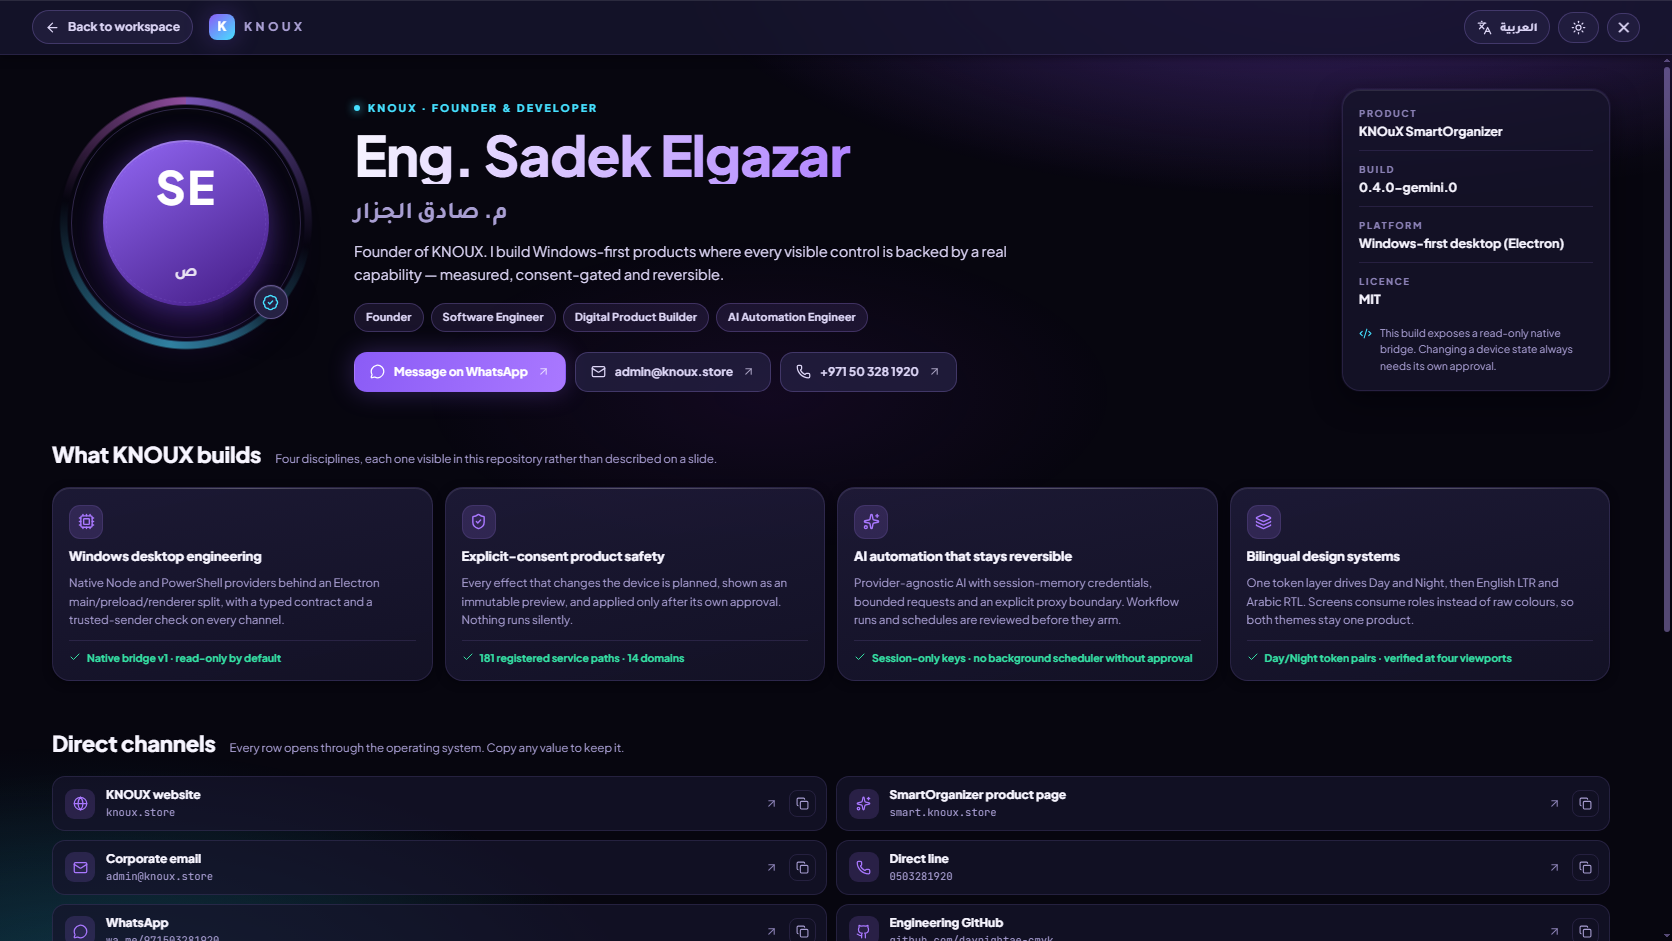 Back to workspace
K
KNOUX
العربية
SE
ص
KNOUX · FOUNDER & DEVELOPER
Eng. Sadek Elgazar
م. صادق الجزار
Founder of KNOUX. I build Windows-first products where every visible control is backed by a real
capability — measured, consent-gated and reversible.
Founder
Software Engineer
Digital Product Builder
AI Automation Engineer
Message on WhatsApp
admin@knoux.store
+971 50 328 1920
PRODUCT
KNOuX SmartOrganizer
BUILD
0.4.0-gemini.0
PLATFORM
Windows-first desktop (Electron)
LICENCE
MIT
This build exposes a read-only native
bridge. Changing a device state always
needs its own approval.
What KNOUX builds
Four disciplines, each one visible in this repository rather than described on a slide.
Windows desktop engineering
Native Node and PowerShell providers behind an Electron
main/preload/renderer split, with a typed contract and a
trusted-sender check on every channel.
Native bridge v1 · read-only by default
Explicit-consent product safety
Every effect that changes the device is planned, shown as an
immutable preview, and applied only after its own approval.
Nothing runs silently.
181 registered service paths · 14 domains
AI automation that stays reversible
Provider-agnostic AI with session-memory credentials,
bounded requests and an explicit proxy boundary. Workflow
runs and schedules are reviewed before they arm.
Session-only keys · no background scheduler without approval
Bilingual design systems
One token layer drives Day and Night, then English LTR and
Arabic RTL. Screens consume roles instead of raw colours, so
both themes stay one product.
Day/Night token pairs · verified at four viewports
Direct channels
Every row opens through the operating system. Copy any value to keep it.
KNOUX website
knoux.store
SmartOrganizer product page
smart.knoux.store
Corporate email
admin@knoux.store
Direct line
0503281920
WhatsApp
wa.me/971503281920
Engineering GitHub